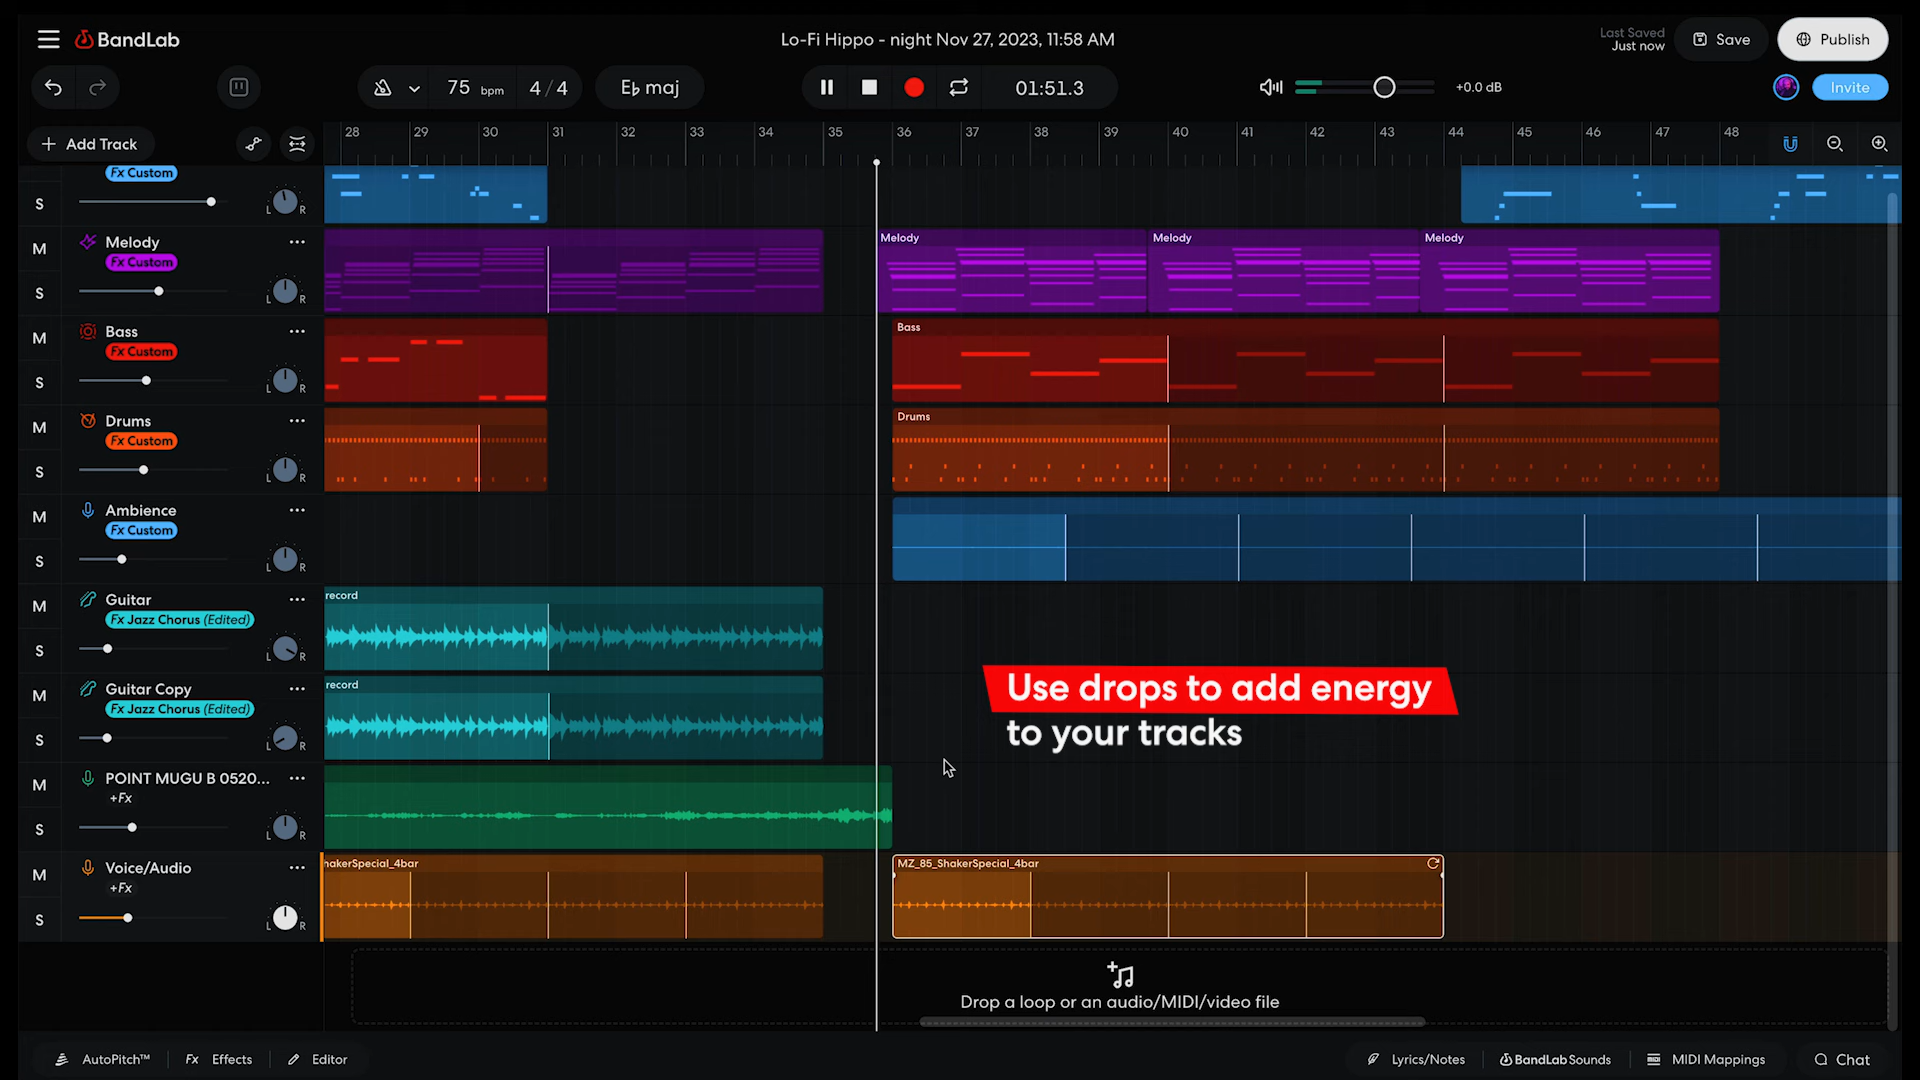 BandLab
Lo-Fi Hippo - night Nov 27, 2023, 11:58 AM
Last Saved
Just now
Save
Publish
75 bpm
4/4
E♭ maj
01:51.3
+0.0 dB
Invite
+ Add Track
28 29 30 31 32 33 34 35 36 37 38 39 40 41 42 43 44 45 46 47 48
Fx Custom
S
L R
M
Melody
Fx Custom
S
L R
Melody
Melody
Melody
M
Bass
Fx Custom
S
L R
Bass
M
Drums
Fx Custom
S
L R
Drums
M
Ambience
Fx Custom
S
L R
M
Guitar
Fx Jazz Chorus (Edited)
S
L R
record
M
Guitar Copy
Fx Jazz Chorus (Edited)
S
L R
record
Use drops to add energy
to your tracks
M
POINT MUGU B 0520...
+Fx
S
L R
M
Voice/Audio
+Fx
S
L R
hakerSpecial_4bar
MZ_85_ShakerSpecial_4bar
Drop a loop or an audio/MIDI/video file
AutoPitch™
Fx Effects
Editor
Lyrics/Notes
BandLab Sounds
MIDI Mappings
Chat